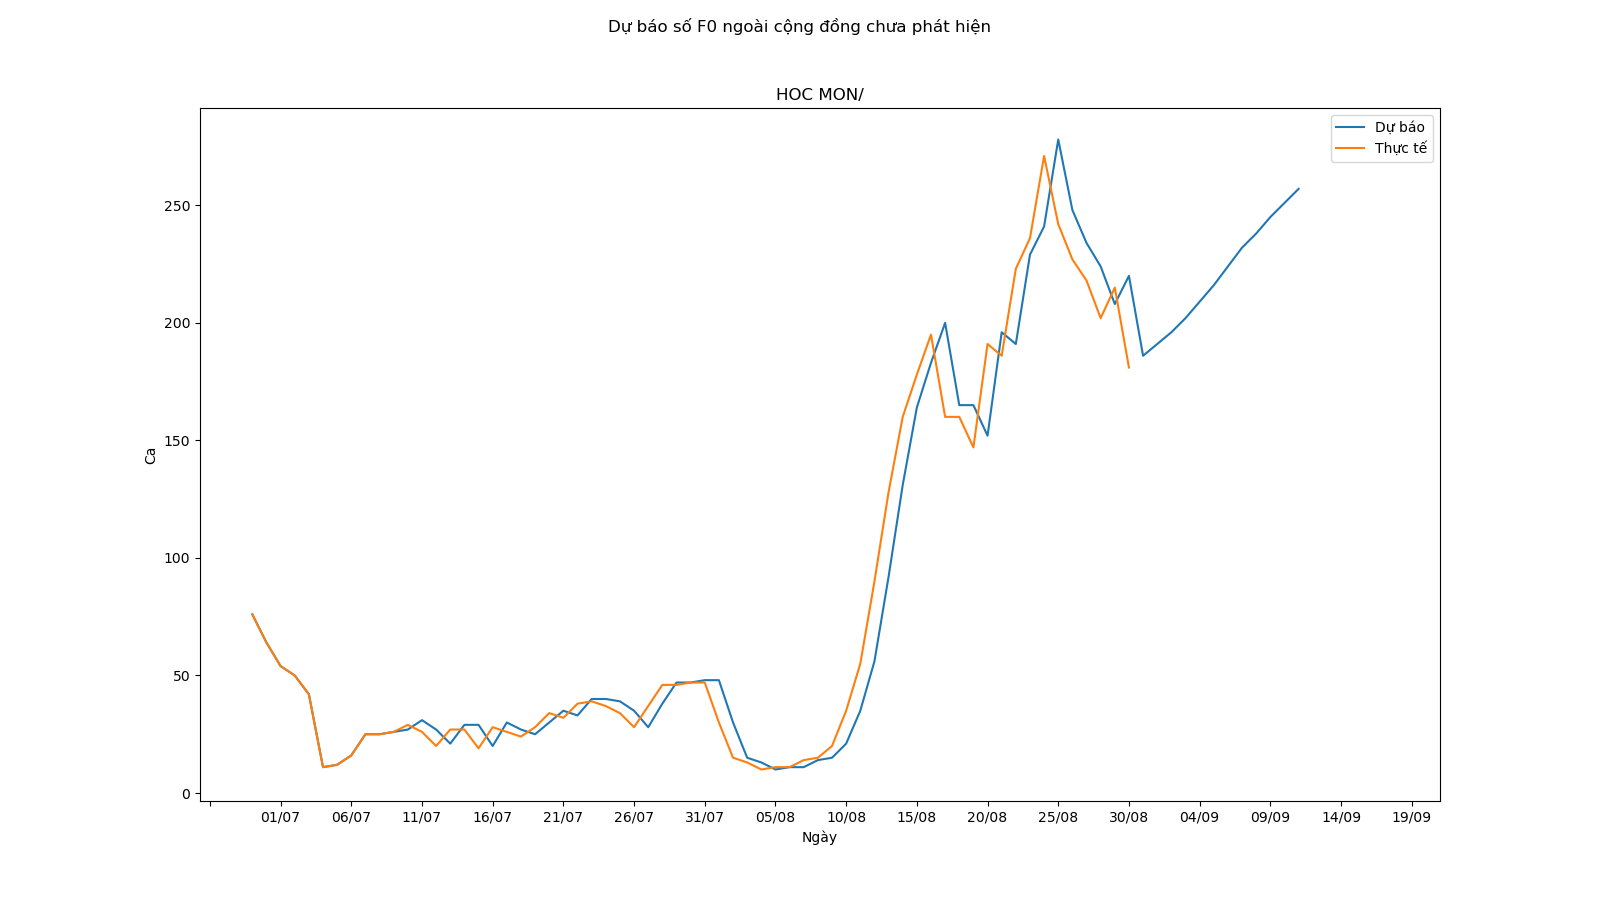 Dự báo số F0 ngoài cộng đồng chưa phát hiện
HOC MON/
Dự báo
Thực tế
250
200
150
100
50
0
Ca
01/07 06/07 11/07 16/07 21/07 26/07 31/07 05/08 10/08 15/08 20/08 25/08 30/08 04/09 09/09 14/09 19/09
Ngày